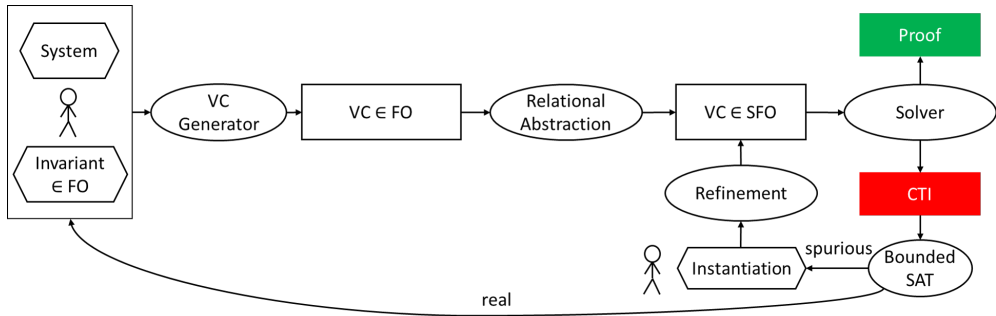 System
Invariant
∈ FO
VC
Generator
VC ∈ FO
Relational
Abstraction
VC ∈ SFO
Proof
Solver
CTI
Refinement
Instantiation
spurious
Bounded
SAT
real